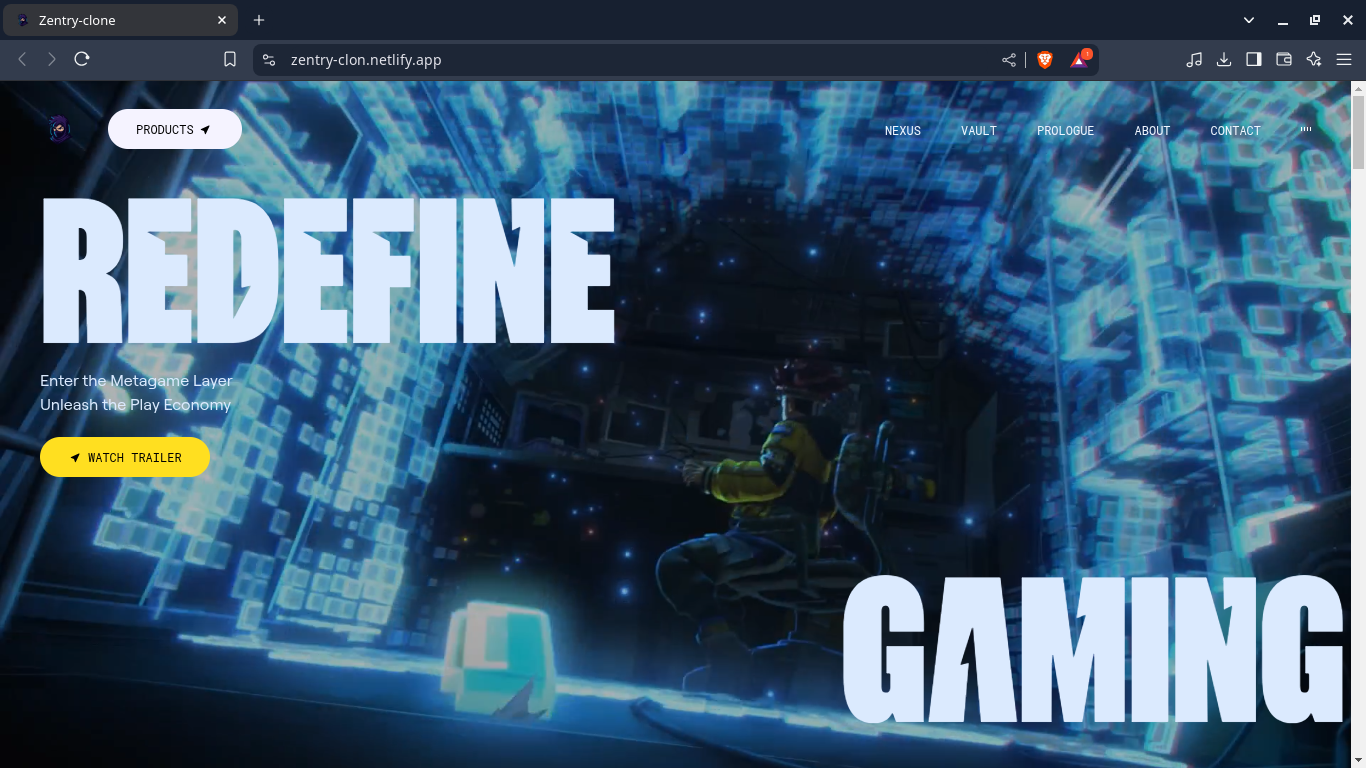 Zentry-clone
zentry-clon.netlify.app
1
PRODUCTS
NEXUS
VAULT
PROLOGUE
ABOUT
CONTACT
REDEFINE
Enter the Metagame Layer
Unleash the Play Economy
WATCH TRAILER
GAMING